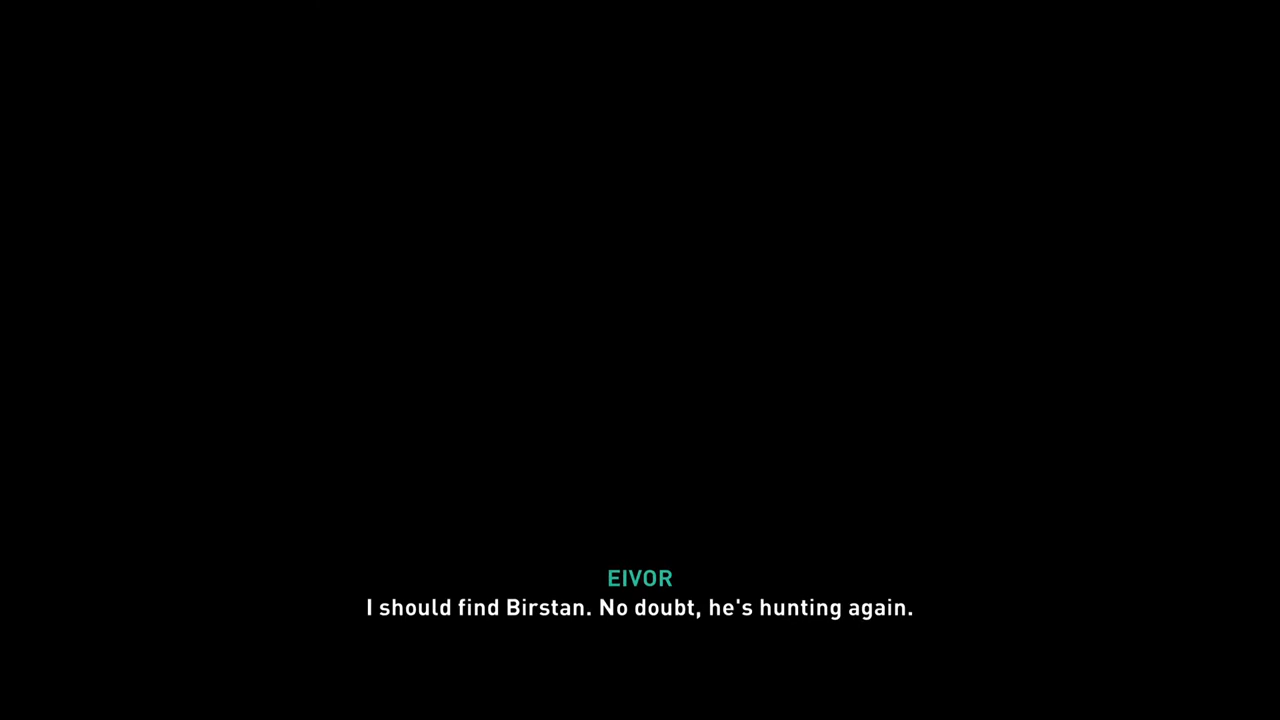 EIVOR
I should find Birstan. No doubt, he's hunting again.